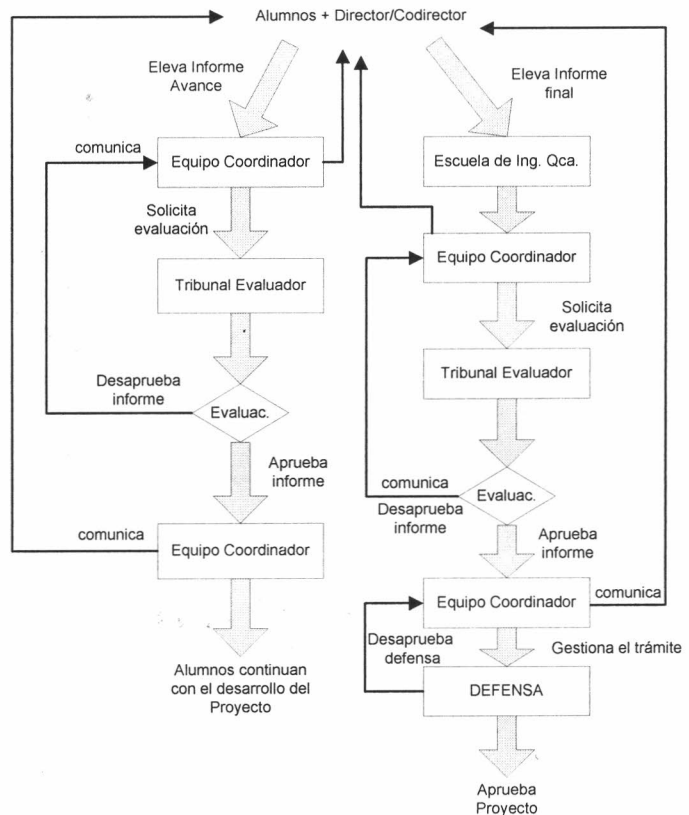 Alumnos + Director/Codirector
Eleva Informe
Avance
comunica
Equipo Coordinador
Solicita
evaluación
Tribunal Evaluador
Desaprueba
informe
Evaluac.
Aprueba
informe
comunica
Equipo Coordinador
Alumnos continuan
con el desarrollo del
Proyecto
Eleva Informe
final
Escuela de Ing. Qca.
Equipo Coordinador
Solicita
evaluación
Tribunal Evaluador
comunica
Desaprueba
informe
Evaluac.
Aprueba
informe
Equipo Coordinador
comunica
Desaprueba
defensa
Gestiona el trámite
DEFENSA
Aprueba
Proyecto